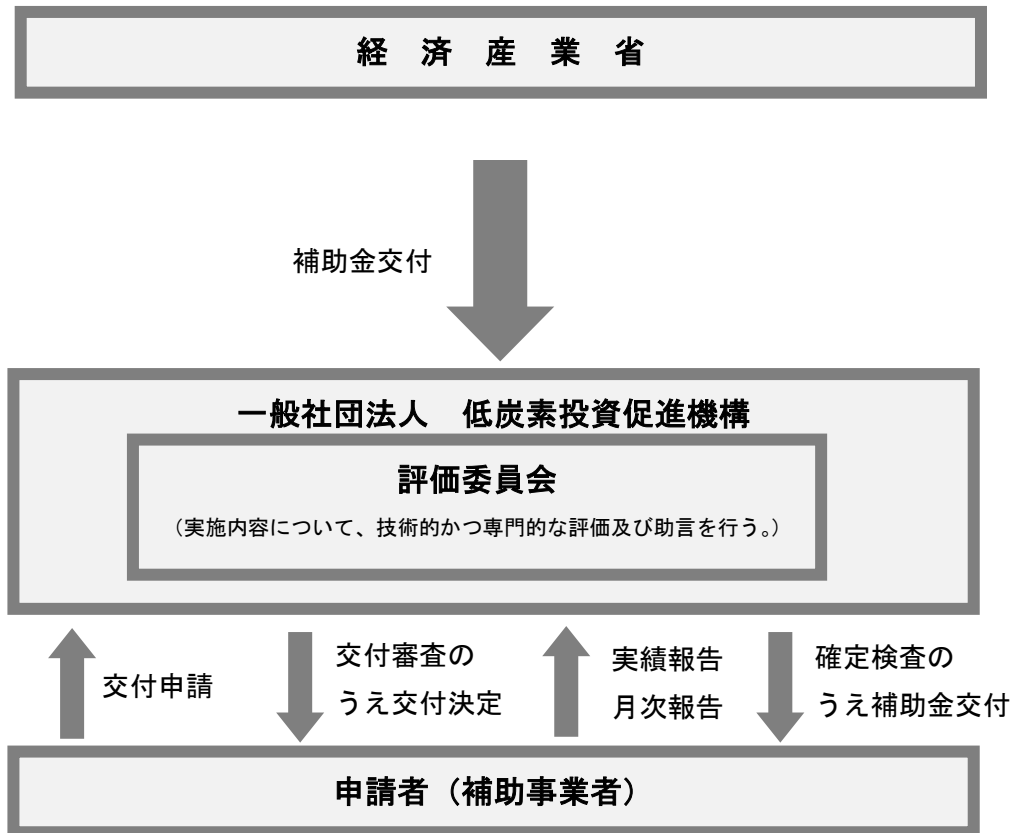 経　済　産　業　省
補助金交付
一般社団法人　低炭素投資促進機構
評価委員会
（実施内容について、技術的かつ専門的な評価及び助言を行う。）
交付申請
交付審査の
うえ交付決定
実績報告
月次報告
確定検査の
うえ補助金交付
申請者（補助事業者）